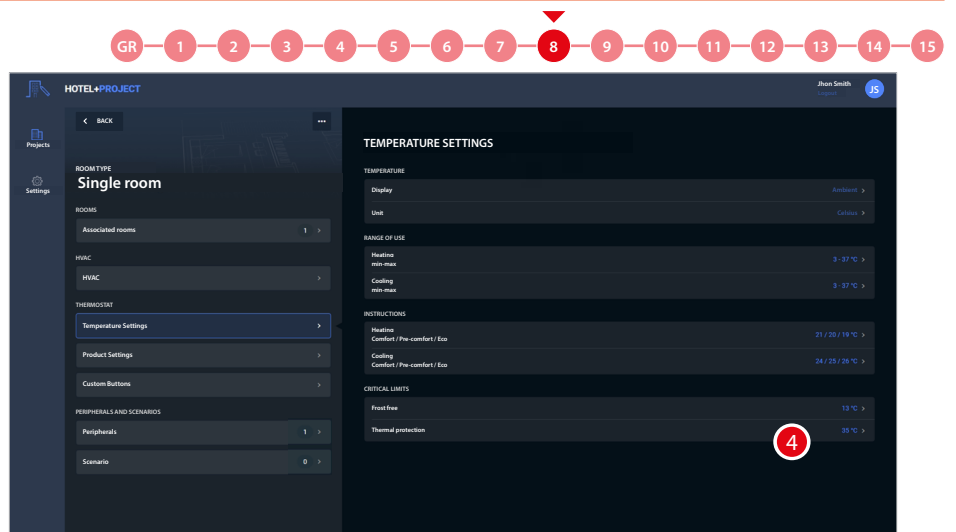 GR 1 2 3 4 5 6 7 8 9 10 11 12 13 14 15
HOTEL+PROJECT
Jhon Smith
Logout
JS
Projects
Settings
BACK
ROOM TYPE
Single room
ROOMS
Associated rooms 1
HVAC
HVAC
THERMOSTAT
Temperature Settings
Product Settings
Custom Buttons
PERIPHERALS AND SCENARIOS
Peripherals 1
Scenario 0
TEMPERATURE SETTINGS
TEMPERATURE
Display Ambient
Unit Celsius
RANGE OF USE
Heating
min-max 3 - 37 °C
Cooling
min-max 3 - 37 °C
INSTRUCTIONS
Heating
Comfort / Pre-comfort / Eco 21 / 20 / 19 °C
Cooling
Comfort / Pre-comfort / Eco 24 / 25 / 26 °C
CRITICAL LIMITS
Frost free 13 °C
Thermal protection 35 °C
4